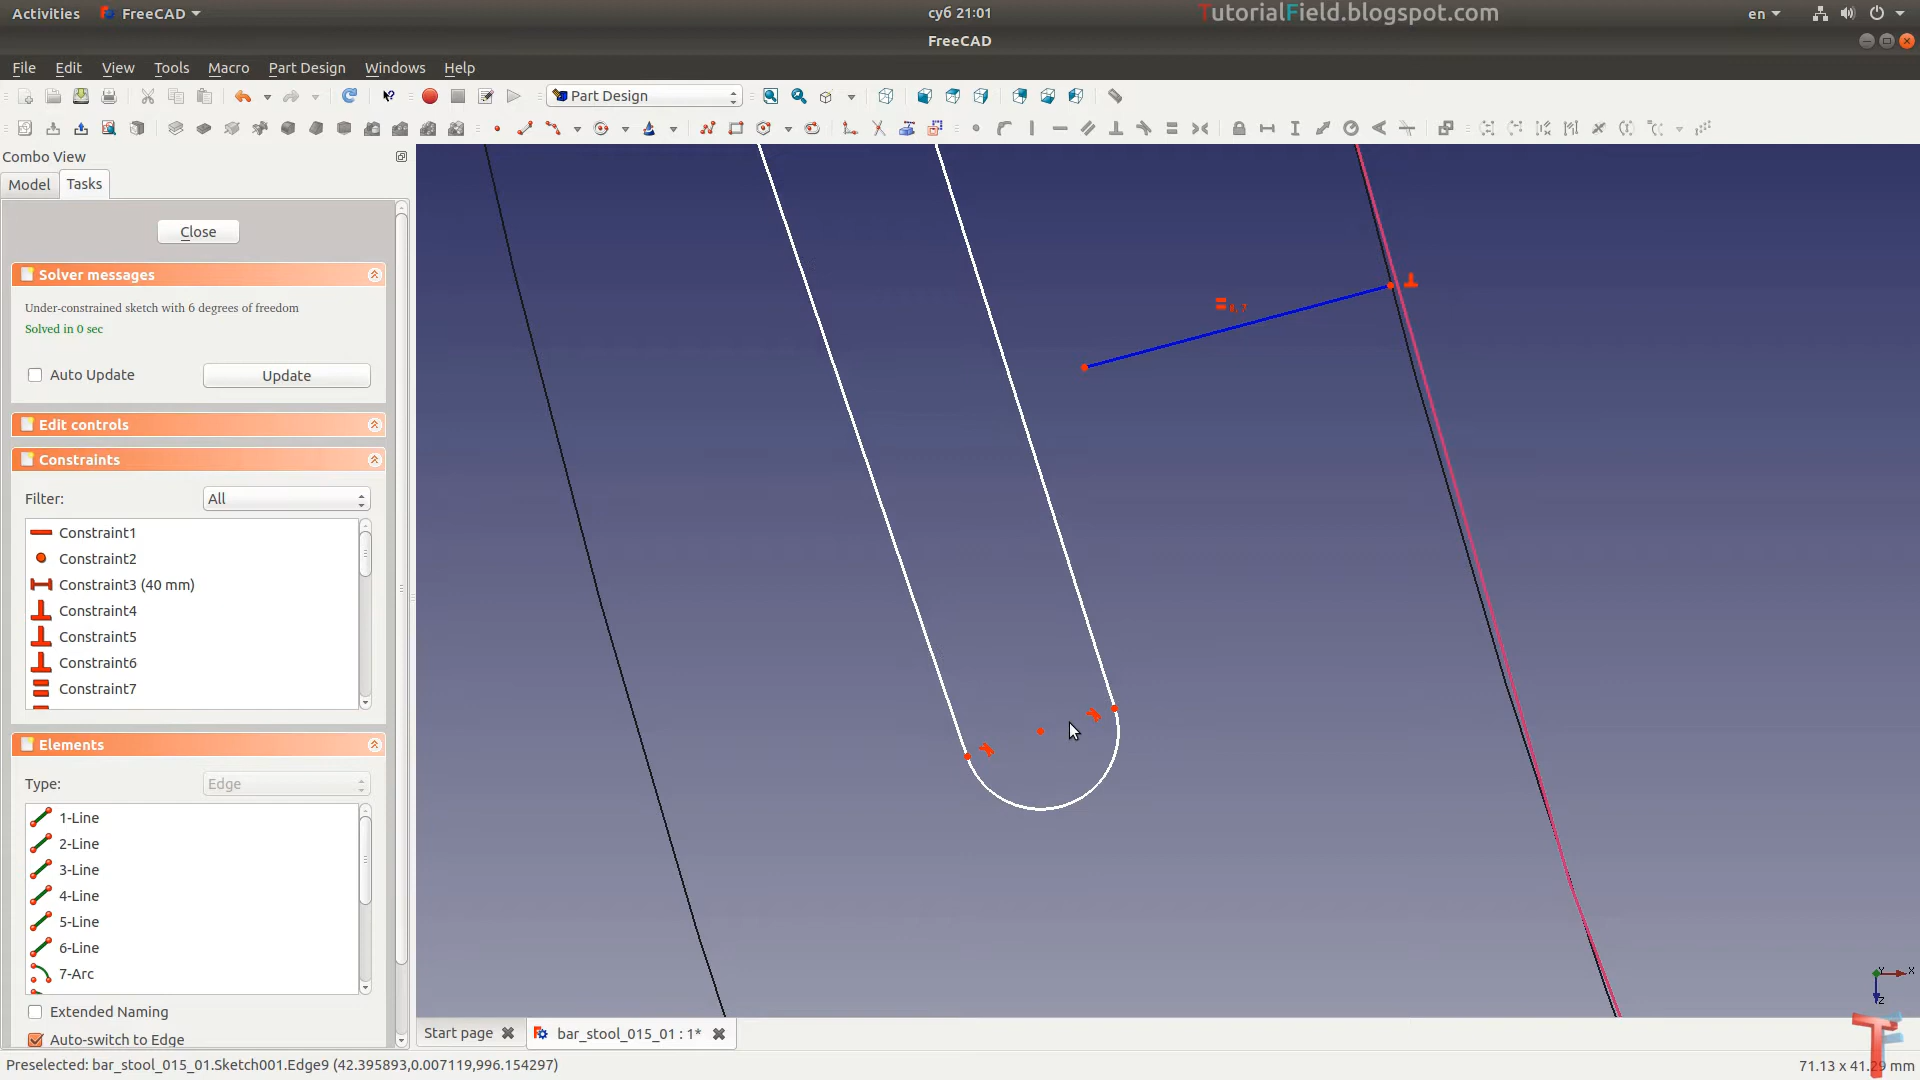 Activities
FreeCAD
суб 21:01
TutorialField.blogspot.com
en
FreeCAD
File Edit View Tools Macro Part Design Windows Help
Part Design
Combo View
Model
Tasks
Close
Solver messages
Under-constrained sketch with 6 degrees of freedom
Solved in 0 sec
Auto Update
Update
Edit controls
Constraints
Filter:
All
Constraint1
Constraint2
Constraint3 (40 mm)
Constraint4
Constraint5
Constraint6
Constraint7
Elements
Type:
Edge
1-Line
2-Line
3-Line
4-Line
5-Line
6-Line
7-Arc
Extended Naming
Auto-switch to Edge
Start page
bar_stool_015_01 : 1*
Preselected: bar_stool_015_01.Sketch001.Edge9 (42.395893,0.007119,996.154297)